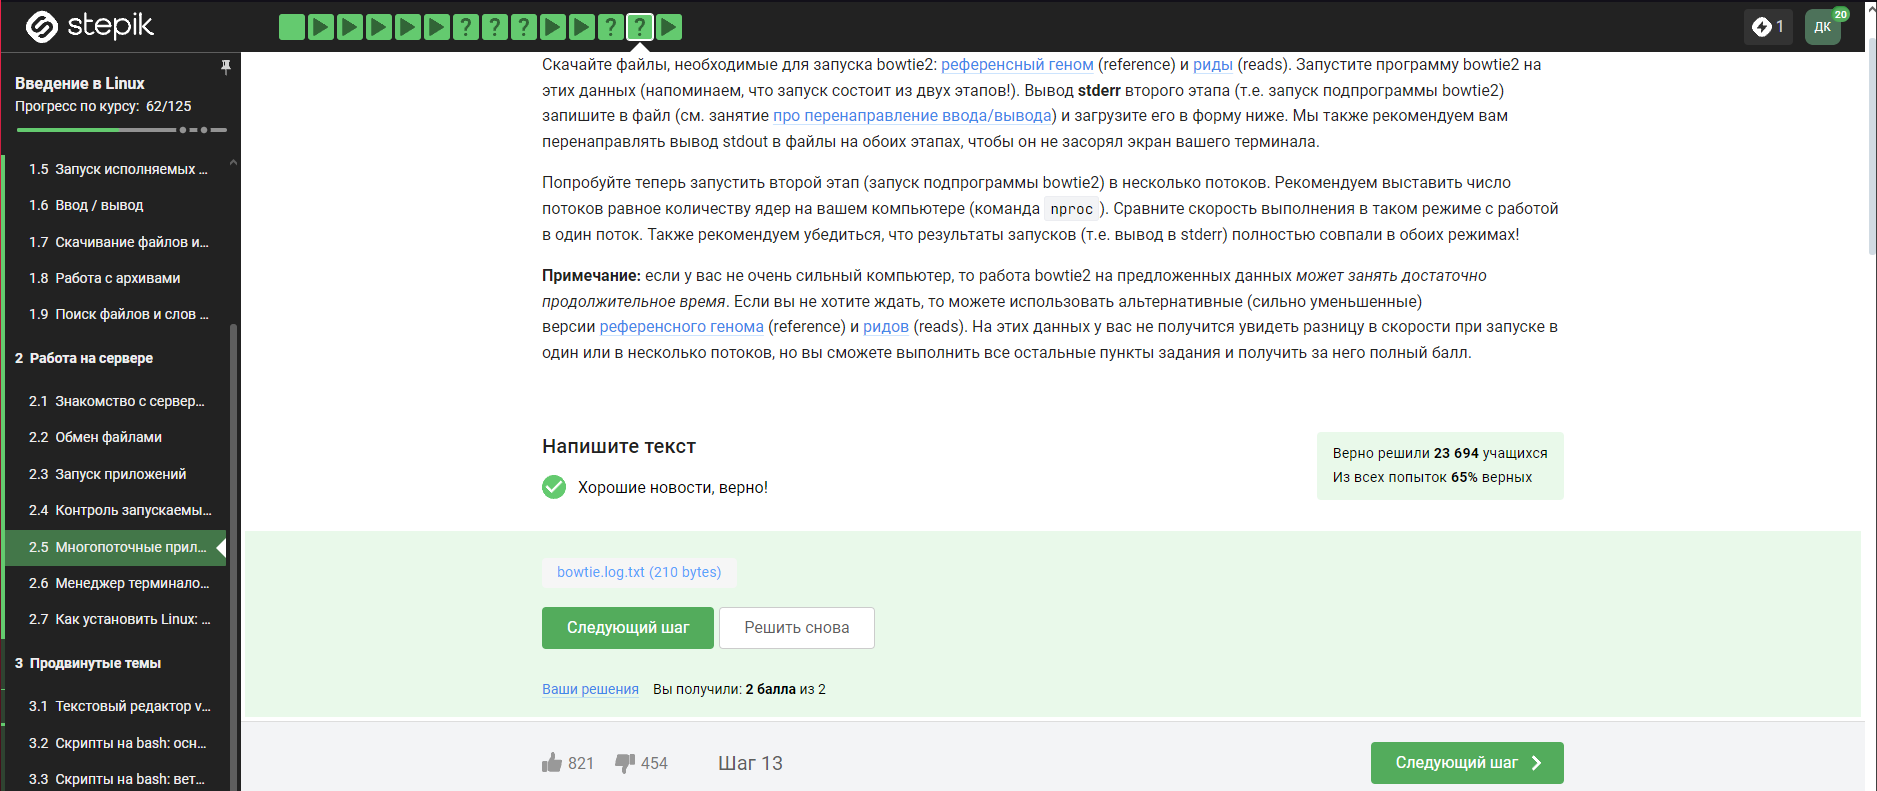 stepik
1
ДК
20
Введение в Linux
Прогресс по курсу: 62/125
1.5 Запуск исполняемых ...
1.6 Ввод / вывод
1.7 Скачивание файлов и...
1.8 Работа с архивами
1.9 Поиск файлов и слов ...
2 Работа на сервере
2.1 Знакомство с сервер...
2.2 Обмен файлами
2.3 Запуск приложений
2.4 Контроль запускаемы...
2.5 Многопоточные прил...
2.6 Менеджер терминало...
2.7 Как установить Linux: ...
3 Продвинутые темы
3.1 Текстовый редактор v...
3.2 Скрипты на bash: осн...
3.3 Скрипты на bash: вет...
Скачайте файлы, необходимые для запуска bowtie2: референсный геном (reference) и риды (reads). Запустите программу bowtie2 на
этих данных (напоминаем, что запуск состоит из двух этапов!). Вывод stderr второго этапа (т.е. запуск подпрограммы bowtie2)
запишите в файл (см. занятие про перенаправление ввода/вывода) и загрузите его в форму ниже. Мы также рекомендуем вам
перенаправлять вывод stdout в файлы на обоих этапах, чтобы он не засорял экран вашего терминала.
Попробуйте теперь запустить второй этап (запуск подпрограммы bowtie2) в несколько потоков. Рекомендуем выставить число
потоков равное количеству ядер на вашем компьютере (команда nproc ). Сравните скорость выполнения в таком режиме с работой
в один поток. Также рекомендуем убедиться, что результаты запусков (т.е. вывод в stderr) полностью совпали в обоих режимах!
Примечание: если у вас не очень сильный компьютер, то работа bowtie2 на предложенных данных может занять достаточно
продолжительное время. Если вы не хотите ждать, то можете использовать альтернативные (сильно уменьшенные)
версии референсного генома (reference) и ридов (reads). На этих данных у вас не получится увидеть разницу в скорости при запуске в
один или в несколько потоков, но вы сможете выполнить все остальные пункты задания и получить за него полный балл.
Напишите текст
Хорошие новости, верно!
Верно решили 23 694 учащихся
Из всех попыток 65% верных
bowtie.log.txt (210 bytes)
Следующий шаг
Решить снова
Ваши решения Вы получили: 2 балла из 2
821
454
Шаг 13
Следующий шаг